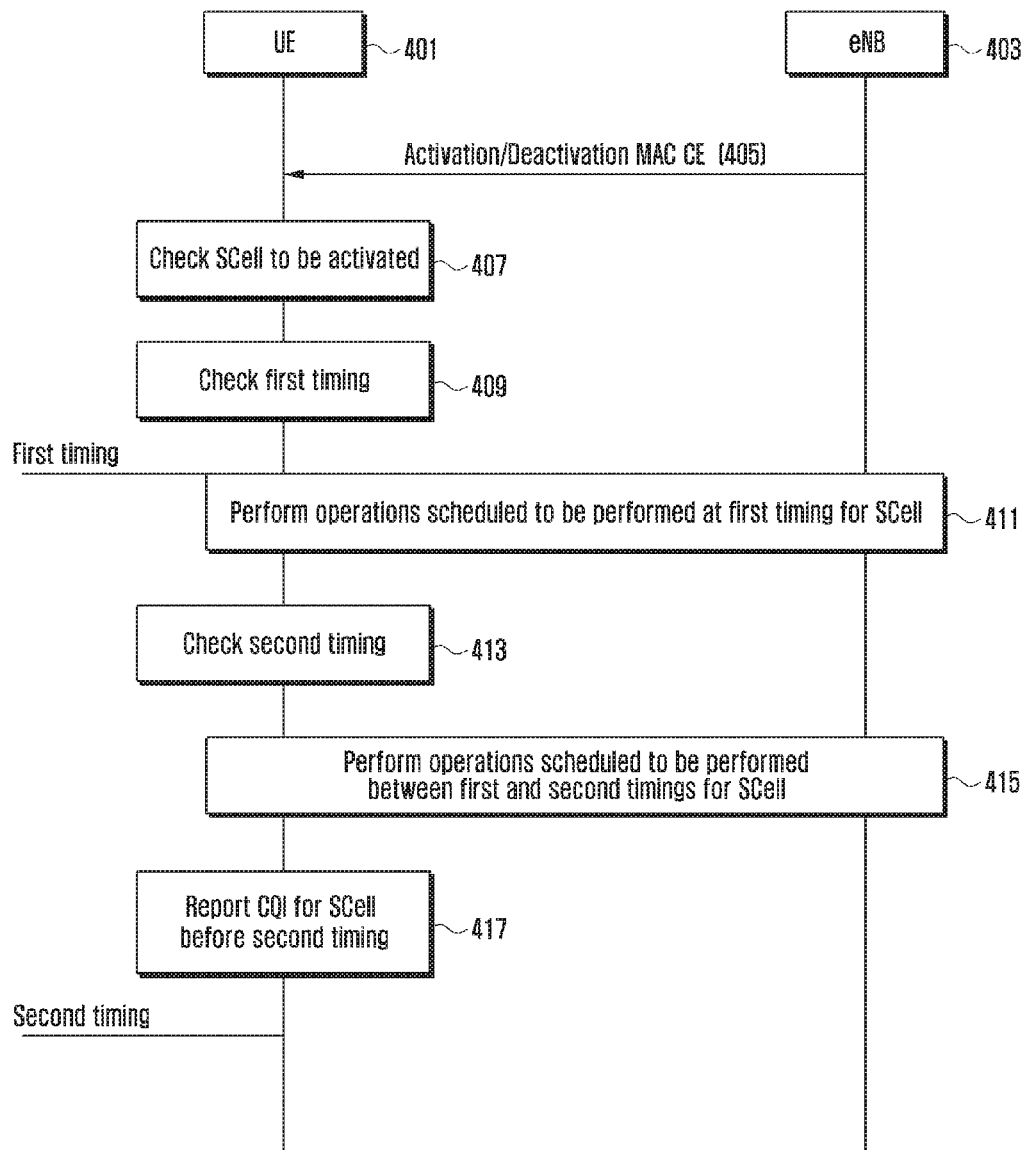 UE
401
eNB
403
Activation/Deactivation MAC CE (405)
Check SCell to be activated
407
Check first timing
409
First timing
Perform operations scheduled to be performed at first timing for SCell
411
Check second timing
413
Perform operations scheduled to be performed
between first and second timings for SCell
415
Report CQI for SCell
before second timing
417
Second timing